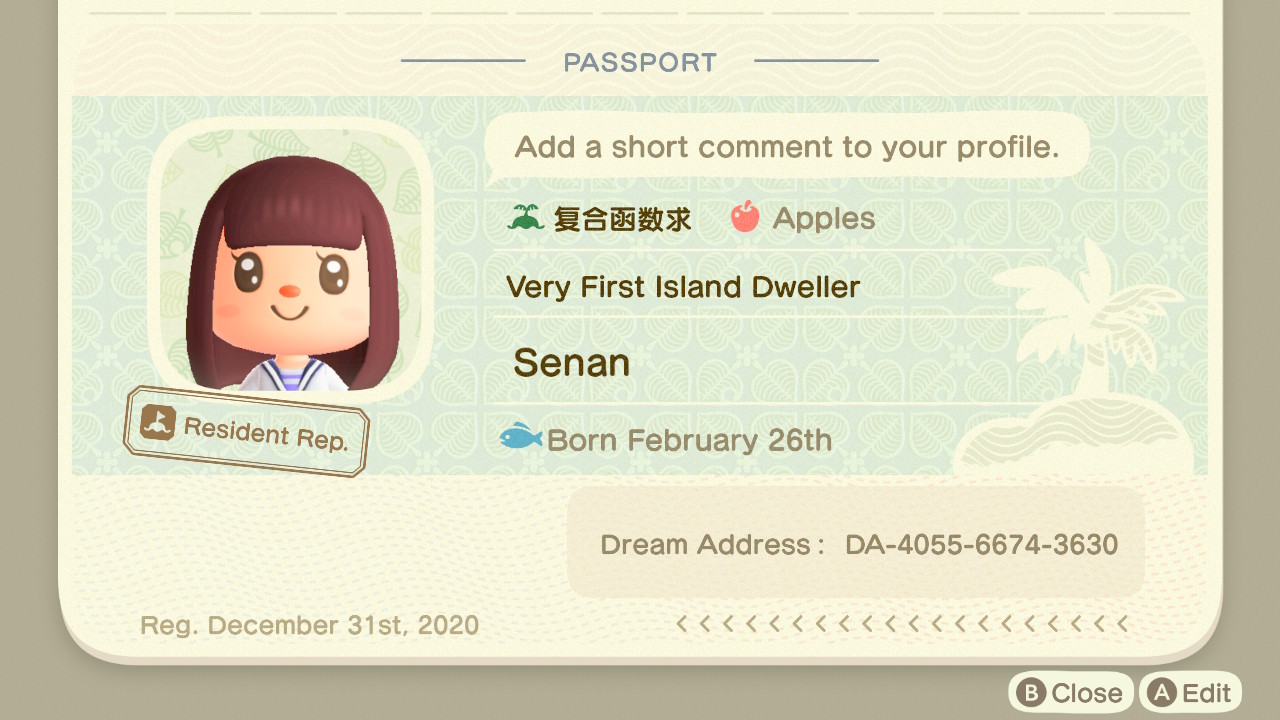 PASSPORT
Add a short comment to your profile.
复合函数求 Apples
Very First Island Dweller
Senan
Resident Rep.
Born February 26th
Dream Address : DA-4055-6674-3630
Reg. December 31st, 2020
<<<<<<<<<<<<<<<<<<<<
B Close A Edit